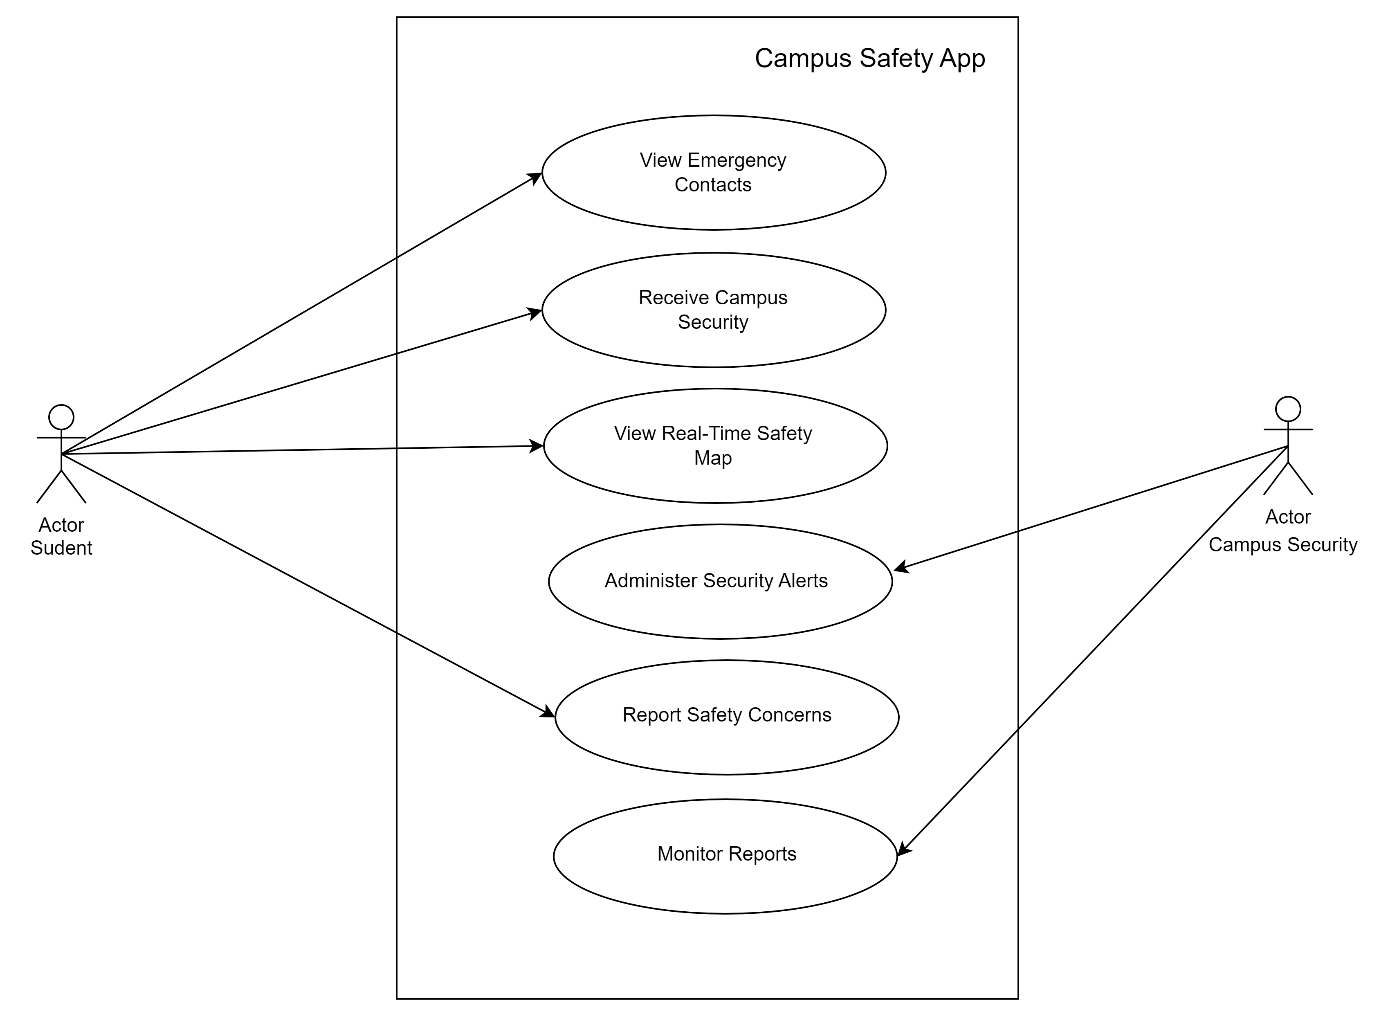 Campus Safety App
View Emergency
Contacts
Receive Campus
Security
View Real-Time Safety
Map
Administer Security Alerts
Report Safety Concerns
Monitor Reports
Actor
Sudent
Actor
Campus Security